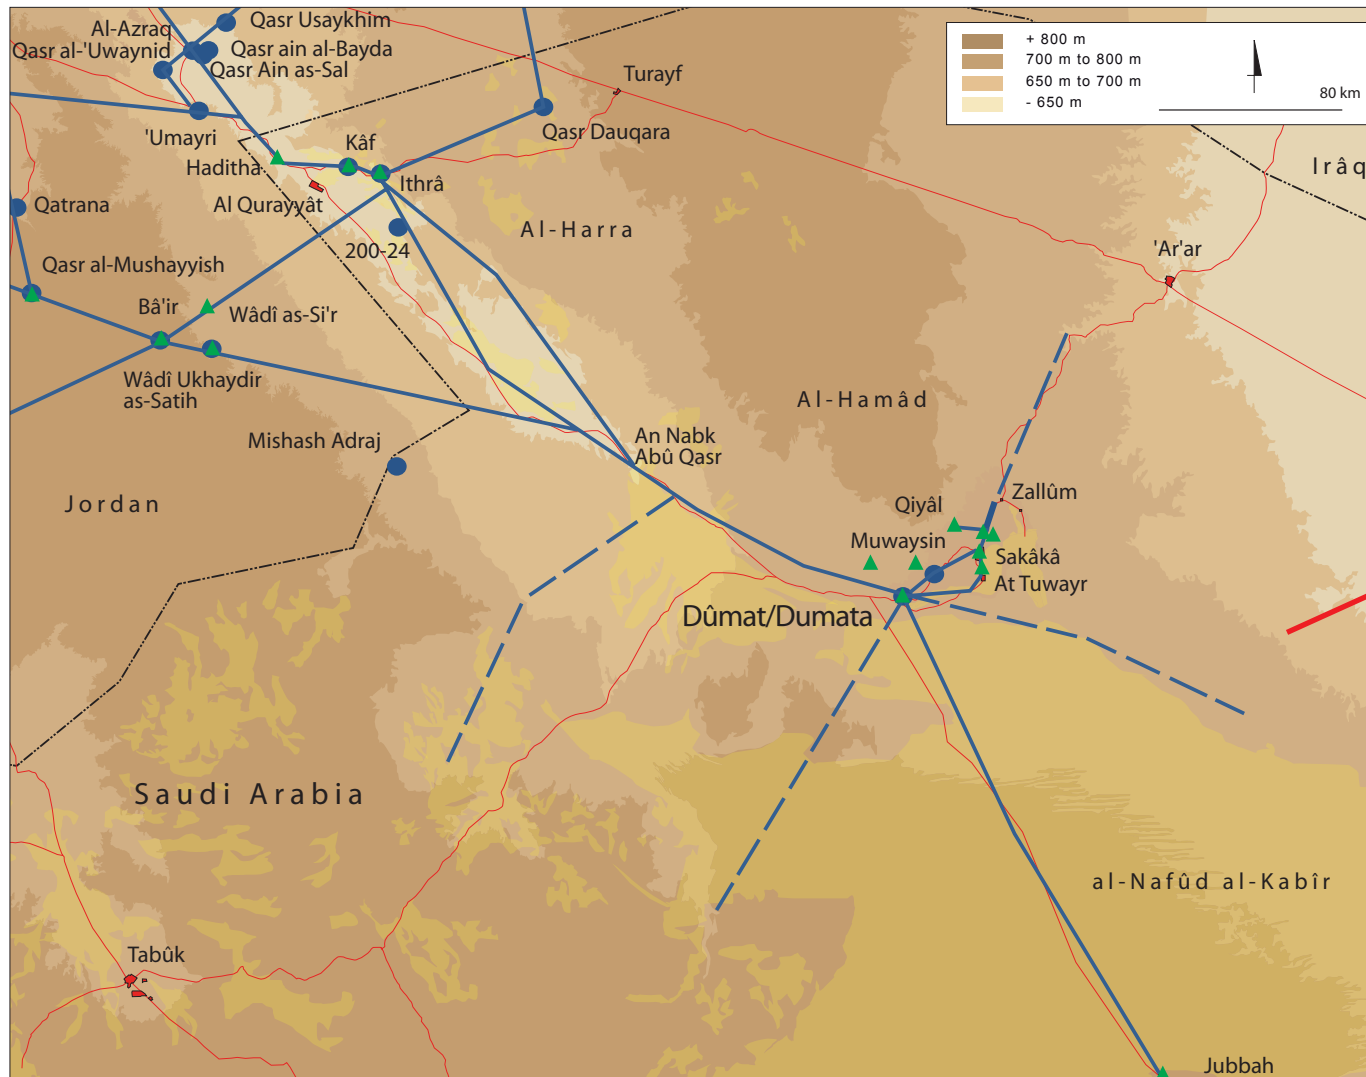 Qasr Usaykhim
Al-Azraq
Qasr al-'Uwaynid
Qasr ain al-Bayda
Qasr Ain as-Sal
+ 800 m
700 m to 800 m
650 m to 700 m
- 650 m
80 km
Turayf
Qasr Dauqara
'Umayri
Kâf
Haditha
Ithrâ
Irâq
Al Qurayyât
Qatrana
Al-Harra
200-24
'Ar'ar
Qasr al-Mushayyish
Bâ'ir
Wâdî as-Si'r
Wâdî Ukhaydir
as-Satih
Al-Hamâd
Mishash Adraj
An Nabk
Abû Qasr
Jordan
Zallûm
Qiyâl
Muwaysin
Sakâkâ
At Tuwayr
Dûmat/Dumata
Saudi Arabia
al-Nafûd al-Kabîr
Tabûk
Jubbah